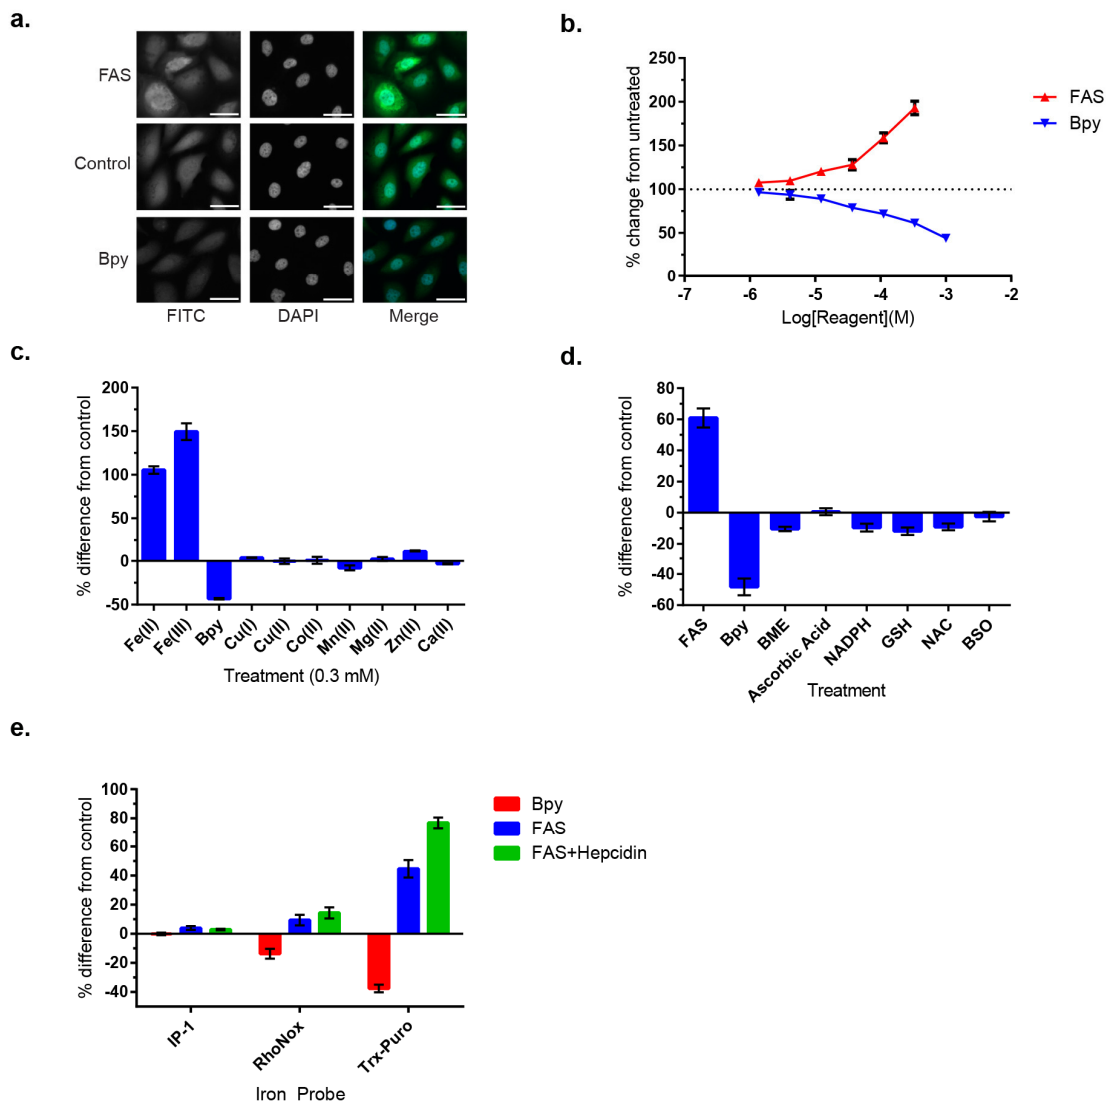 a.
FAS
Control
Bpy
FITC
DAPI
Merge
b.
% change from untreated
250
200
150
100
50
0
-7
-6
-5
-4
-3
-2
Log[Reagent](M)
FAS
Bpy
c.
% difference from control
200
150
100
50
0
-50
Fe(II)
Fe(III)
Bpy
Cu(I)
Cu(II)
Co(II)
Mn(II)
Mg(II)
Zn(II)
Ca(II)
Treatment (0.3 mM)
d.
% difference from control
80
60
40
20
0
-20
-40
-60
FAS
Bpy
BME
Ascorbic Acid
NADPH
GSH
NAC
BSO
Treatment
e.
% difference from control
100
80
60
40
20
0
-20
-40
IP-1
RhoNox
Trx-Puro
Iron Probe
Bpy
FAS
FAS+Hepcidin